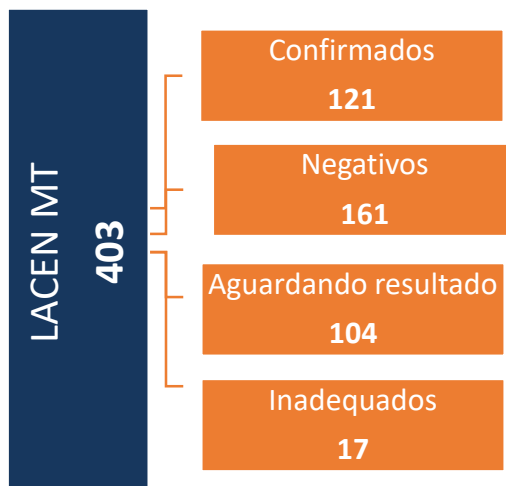 LACEN MT
403
Confirmados
121
Negativos
161
Aguardando resultado
104
Inadequados
17